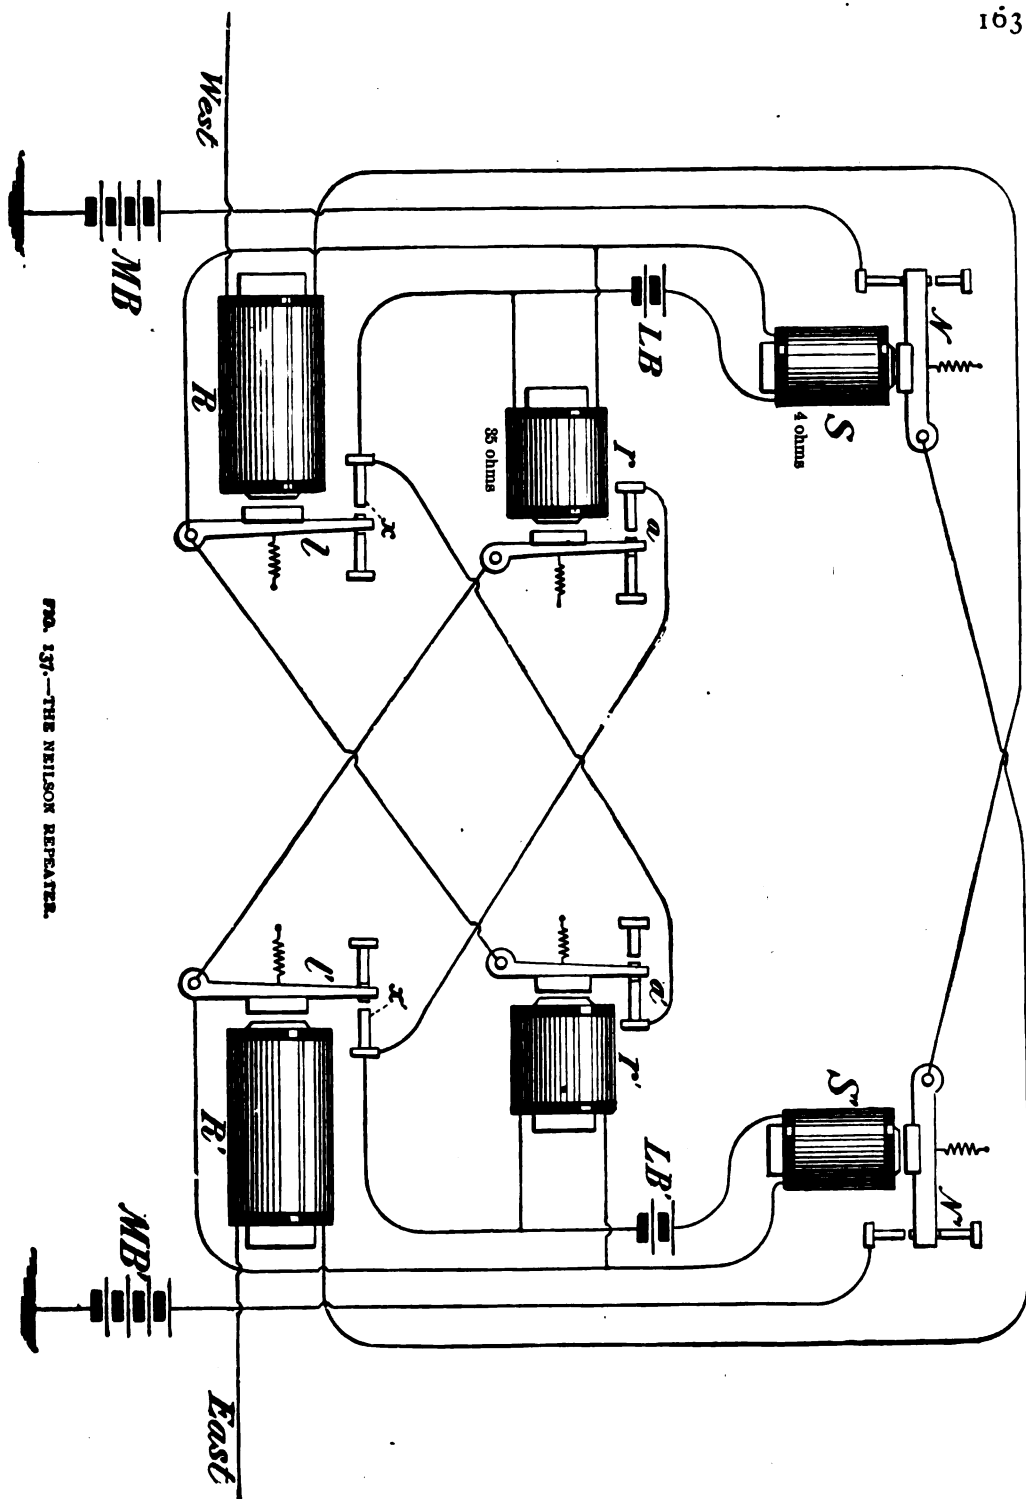 163
West
MB
R
l
x
LB
r
35 ohms
a
S
4 ohms
N
FIG. 137.—THE NEILSON REPEATER.
l'
x'
R'
a'
r'
LB'
S"
N
MB'
East